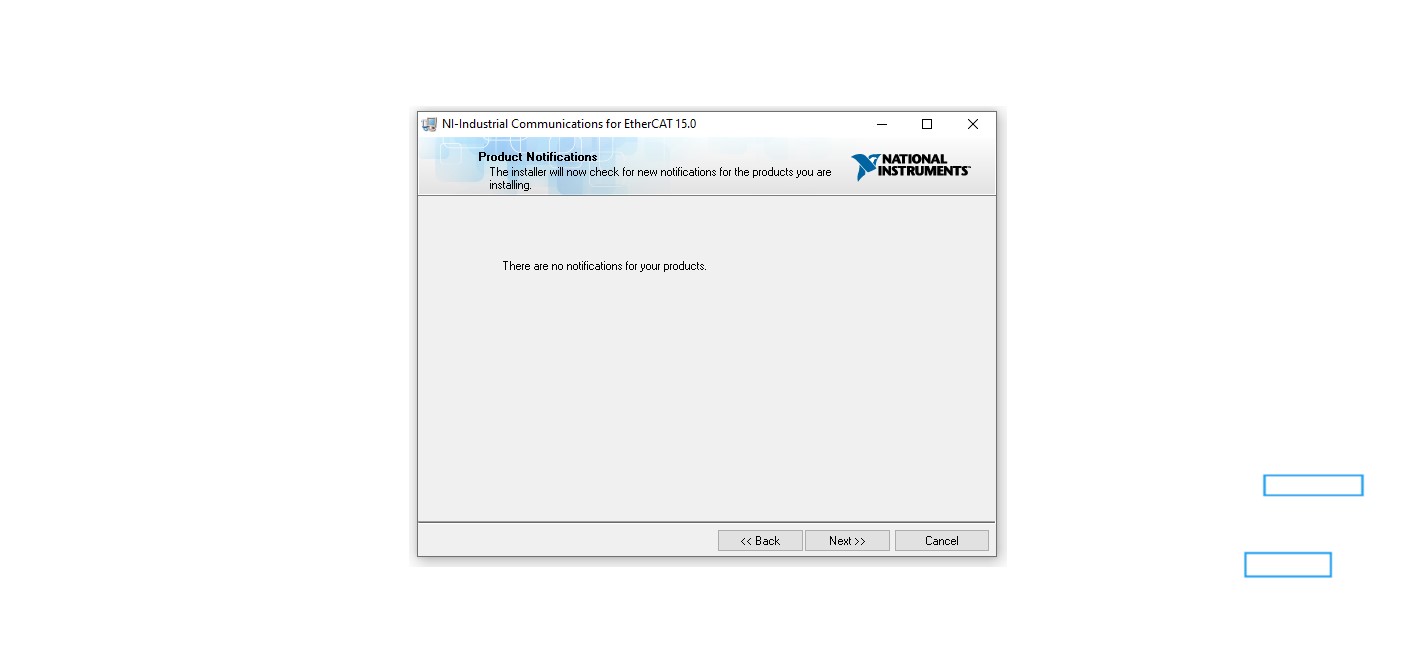 NI-Industrial Communications for EtherCAT 15.0
Product Notifications
The installer will now check for new notifications for the products you are
installing.
NATIONAL
INSTRUMENTS™
There are no notifications for your products.
<< Back
Next >>
Cancel